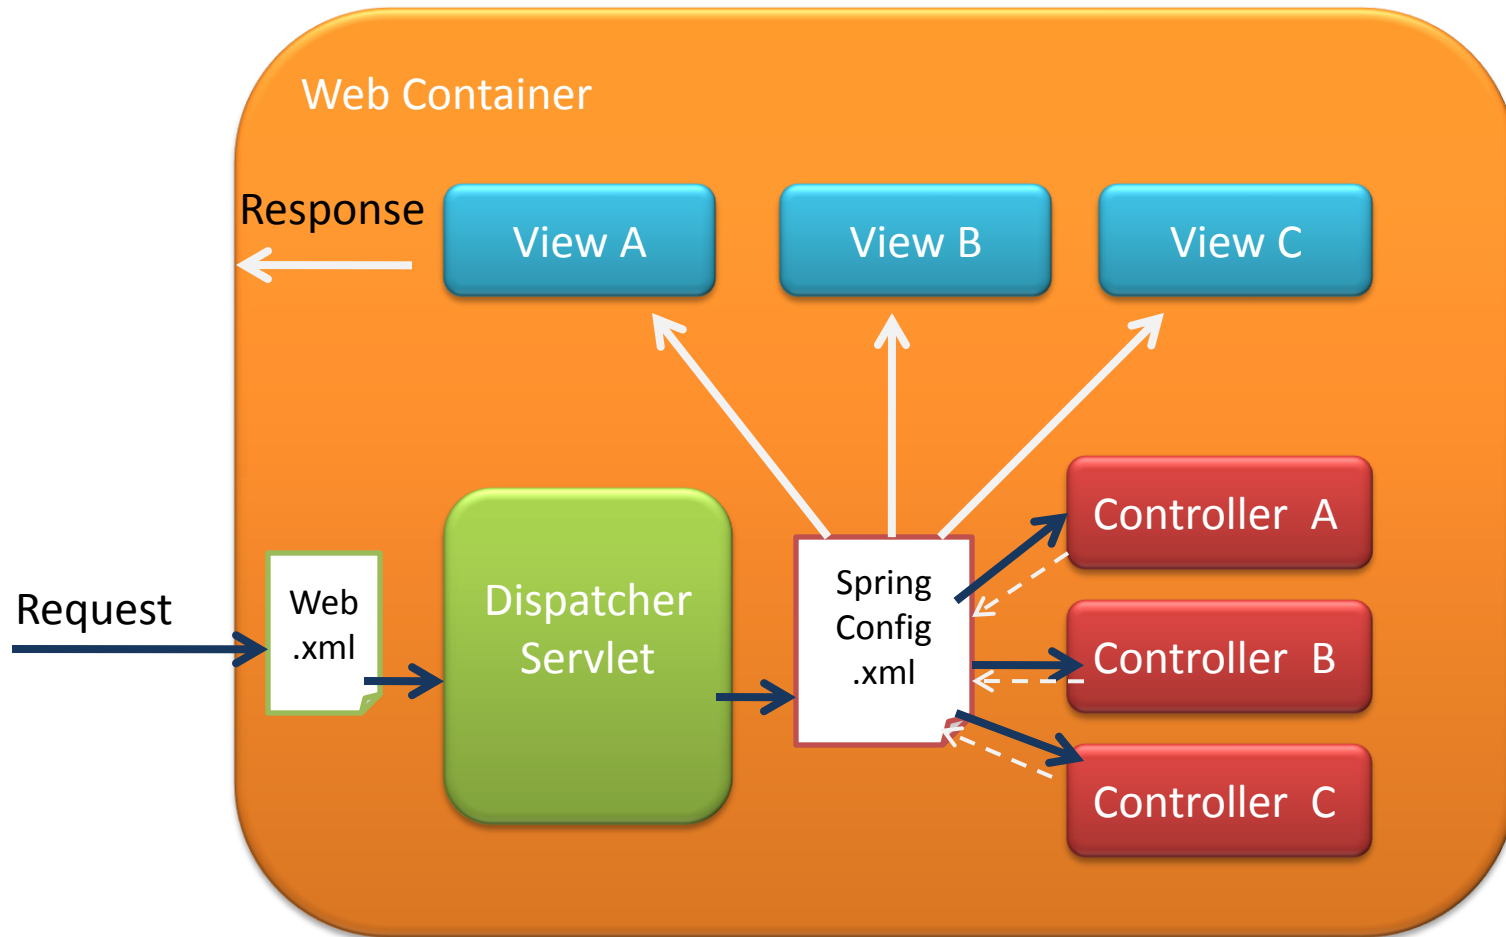 Web Container
Response
View A
View B
View C
Controller A
Spring
Config
.xml
Web
.xml
Dispatcher
Servlet
Request
Controller B
Controller C